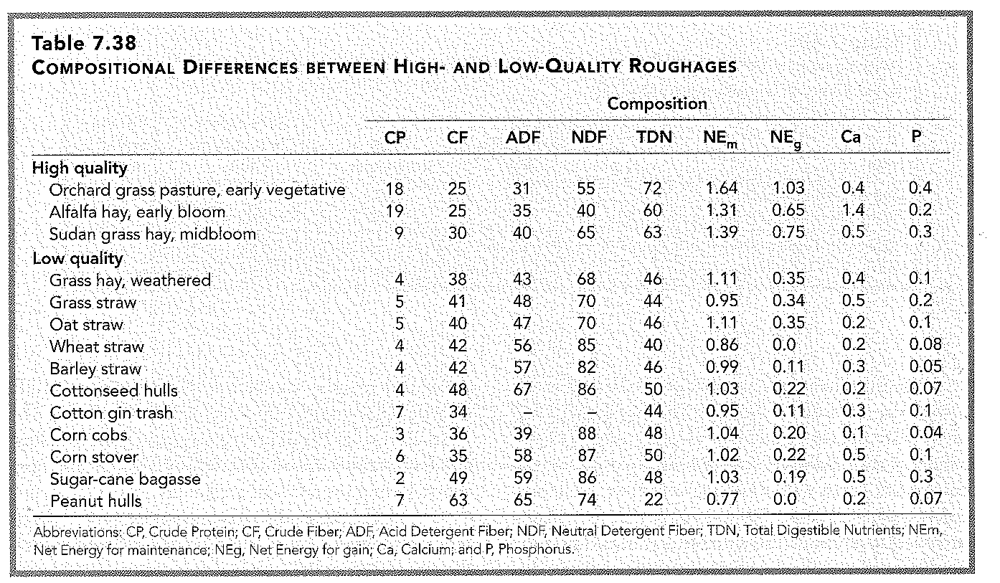 Table 7.38
COMPOSITIONAL DIFFERENCES BETWEEN HIGH- AND LOW-QUALITY ROUGHAGES
Composition
CP CF ADF NDF TDN NEm NEg Ca P
High quality
Orchard grass pasture, early vegetative 18 25 31 55 72 1.64 1.03 0.4 0.4
Alfalfa hay, early bloom 19 25 35 40 60 1.31 0.65 1.4 0.2
Sudan grass hay, midbloom 9 30 40 65 63 1.39 0.75 0.5 0.3
Low quality
Grass hay, weathered 4 38 43 68 46 1.11 0.35 0.4 0.1
Grass straw 5 41 48 70 44 0.95 0.34 0.5 0.2
Oat straw 5 40 47 70 46 1.11 0.35 0.2 0.1
Wheat straw 4 42 56 85 40 0.86 0.0 0.2 0.08
Barley straw 4 42 57 82 46 0.99 0.11 0.3 0.05
Cottonseed hulls 4 48 67 86 50 1.03 0.22 0.2 0.07
Cotton gin trash 7 34 – – 44 0.95 0.11 0.3 0.1
Corn cobs 3 36 39 88 48 1.04 0.20 0.1 0.04
Corn stover 6 35 58 87 50 1.02 0.22 0.5 0.1
Sugar-cane bagasse 2 49 59 86 48 1.03 0.19 0.5 0.3
Peanut hulls 7 63 65 74 22 0.77 0.0 0.2 0.07
Abbreviations: CP, Crude Protein; CF, Crude Fiber; ADF, Acid Detergent Fiber; NDF, Neutral Detergent Fiber; TDN, Total Digestible Nutrients; NEm,
Net Energy for maintenance; NEg, Net Energy for gain; Ca, Calcium; and P, Phosphorus.